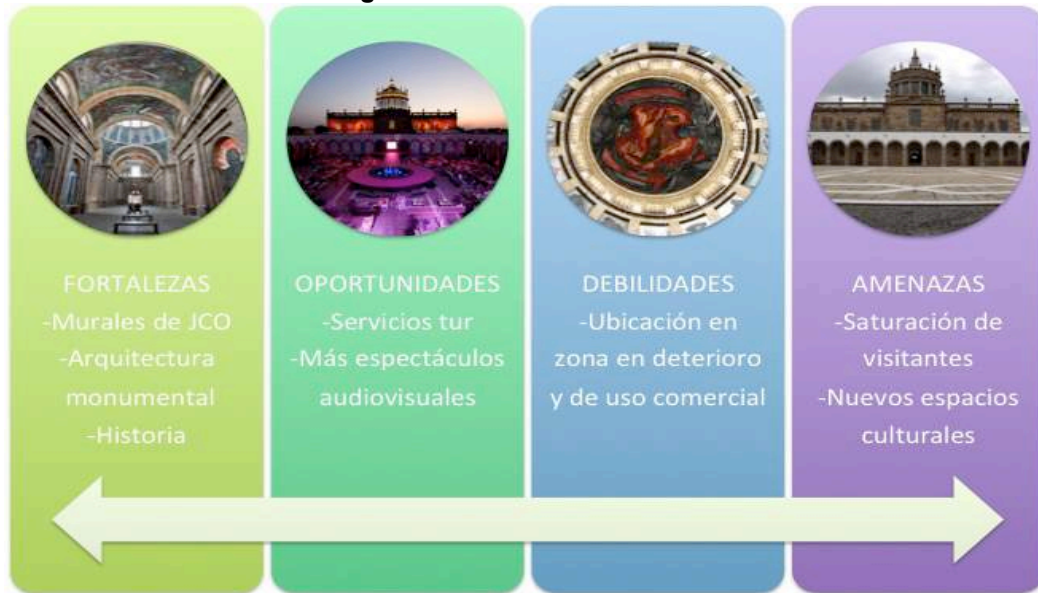 FORTALEZAS
-Murales de JCO
-Arquitectura
monumental
-Historia
OPORTUNIDADES
-Servicios tur
-Más espectáculos
audiovisuales
DEBILIDADES
-Ubicación en
zona en deterioro
y de uso comercial
AMENAZAS
-Saturación de
visitantes
-Nuevos espacios
culturales